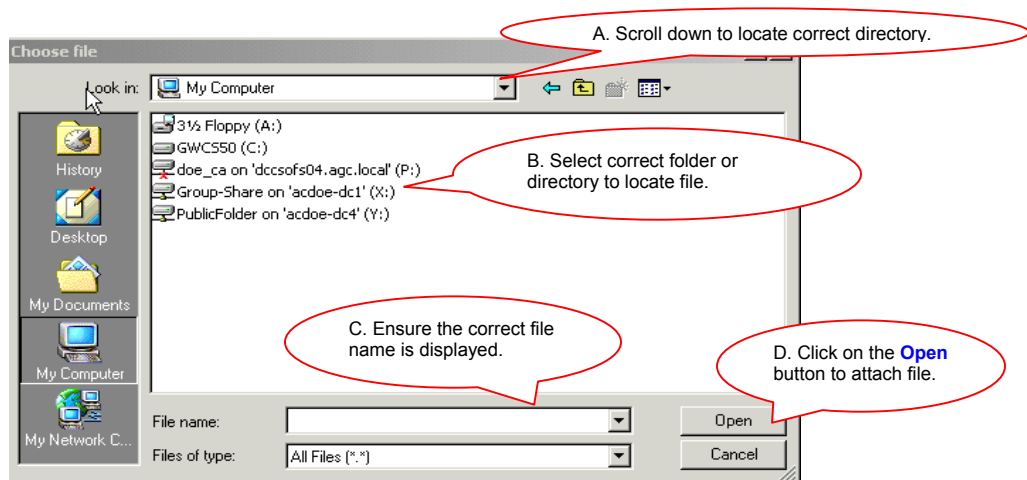 A. Scroll down to locate correct directory.
Choose file
Look in:
My Computer
3½ Floppy (A:)
GWCS50 (C:)
doe_ca on 'dccsofs04.agc.local' (P:)
Group-Share on 'acdoe-dc1' (X:)
PublicFolder on 'acdoe-dc4' (Y:)
B. Select correct folder or
directory to locate file.
History
Desktop
My Documents
My Computer
My Network C...
C. Ensure the correct file
name is displayed.
D. Click on the Open
button to attach file.
File name:
Open
Files of type:
All Files (*.*)
Cancel